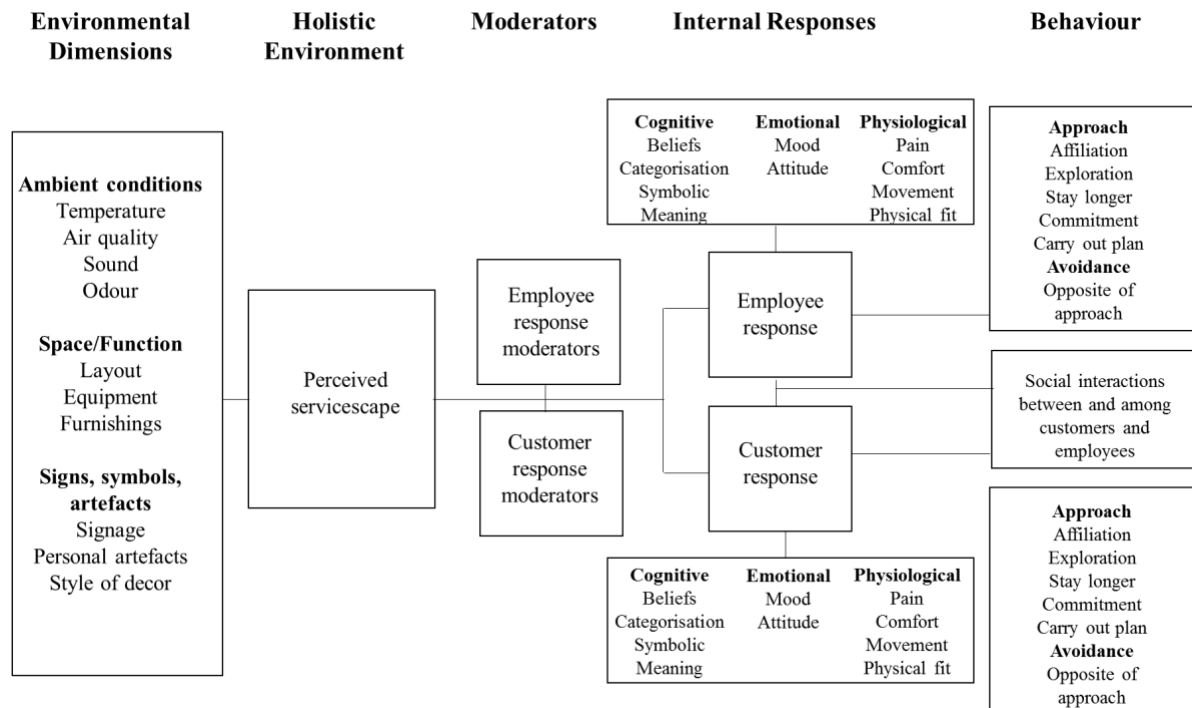 Environmental
Dimensions
Holistic
Environment
Moderators
Internal Responses
Behaviour
Ambient conditions
Temperature
Air quality
Sound
Odour
Space/Function
Layout
Equipment
Furnishings
Signs, symbols,
artefacts
Signage
Personal artefacts
Style of decor
Perceived
servicescape
Employee
response
moderators
Customer
response
moderators
Cognitive
Beliefs
Categorisation
Symbolic
Meaning
Emotional
Mood
Attitude
Physiological
Pain
Comfort
Movement
Physical fit
Employee
response
Customer
response
Cognitive
Beliefs
Categorisation
Symbolic
Meaning
Emotional
Mood
Attitude
Physiological
Pain
Comfort
Movement
Physical fit
Approach
Affiliation
Exploration
Stay longer
Commitment
Carry out plan
Avoidance
Opposite of
approach
Social interactions
between and among
customers and
employees
Approach
Affiliation
Exploration
Stay longer
Commitment
Carry out plan
Avoidance
Opposite of
approach